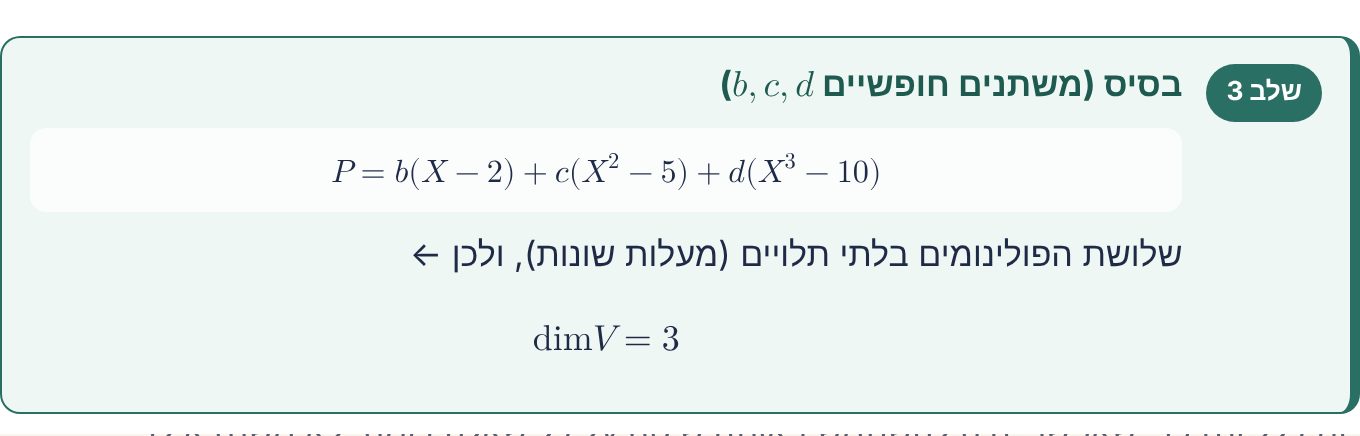 שלב 3
בסיס (משתנים חופשיים b, c, d)
P = b(X − 2) + c(X² − 5) + d(X³ − 10)
שלושת הפולינומים בלתי תלויים (מעלות שונות), ולכן ←
dimV = 3